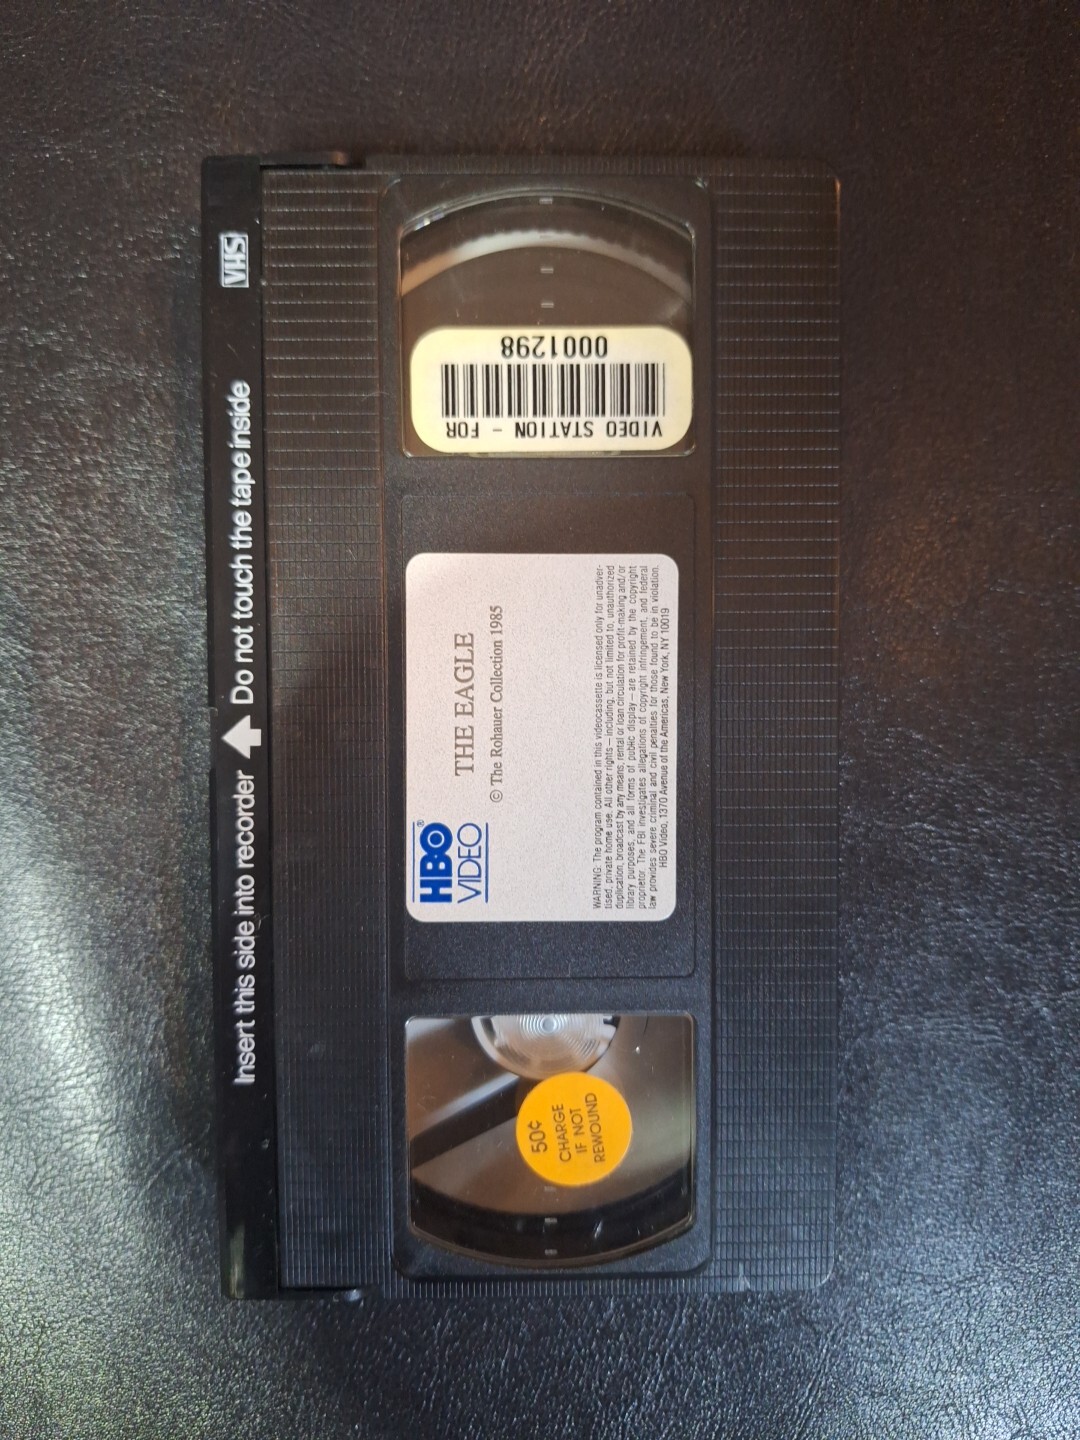 Insert this side into recorder Do not touch the tape inside
VHS
HBO®
VIDEO
THE EAGLE
© The Rohauer Collection 1985
WARNING: The program contained in this videocassette is licensed only for unadver-
tised, private home use. All other rights — including, but not limited to, unauthorized
duplication, broadcast by any means, rental or loan circulation for profit-making and/or
library purposes, and all forms of public display — are retained by the copyright
proprietor. The FBI investigates allegations of copyright infringement, and federal
law provides severe criminal and civil penalties for those found to be in violation.
HBO Video, 1370 Avenue of the Americas, New York, NY 10019
50¢
CHARGE
IF NOT
REWOUND
VIDEO STATION - FOR
0001298